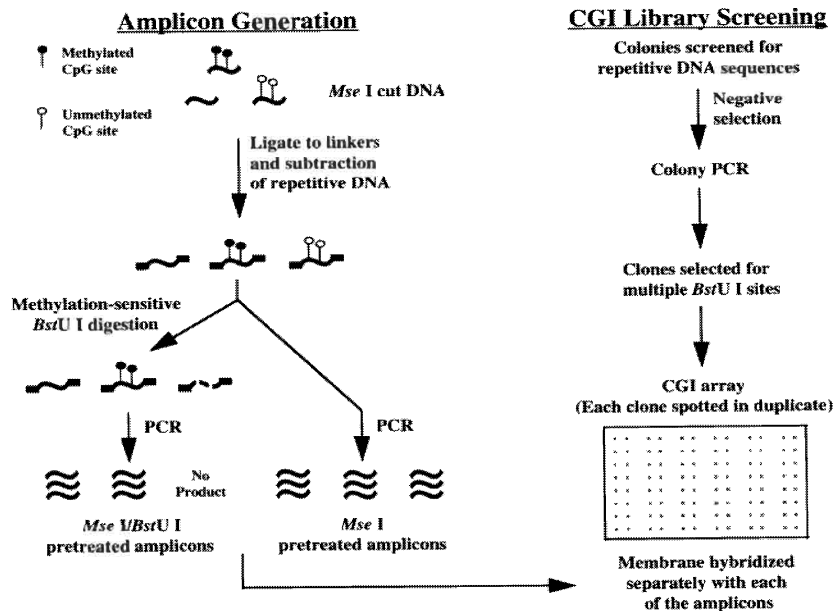 Amplicon Generation
Methylated
CpG site
Unmethylated
CpG site
Mse I cut DNA
Ligate to linkers
and subtraction
of repetitive DNA
Methylation-sensitive
BstU I digestion
PCR
PCR
No
Product
Mse I/BstU I
pretreated amplicons
Mse I
pretreated amplicons
CGI Library Screening
Colonies screened for
repetitive DNA sequences
Negative
selection
Colony PCR
Clones selected for
multiple BstU I sites
CGI array
(Each clone spotted in duplicate)
Membrane hybridized
separately with each
of the amplicons